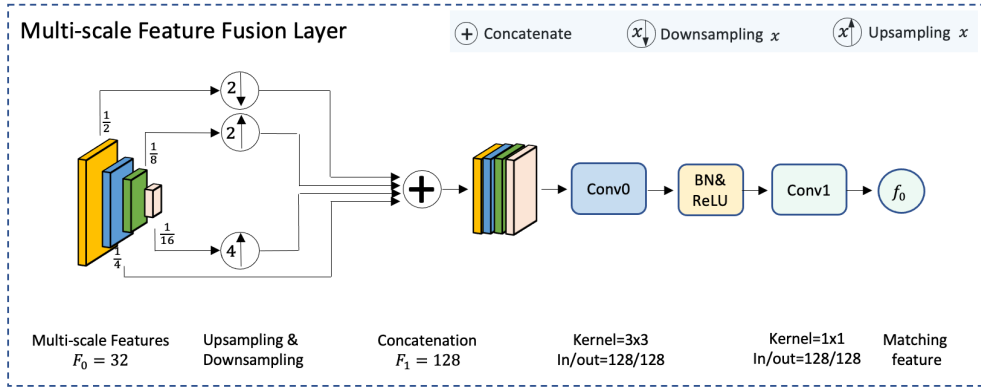 Multi-scale Feature Fusion Layer
+ Concatenate
x Downsampling x
x Upsampling x
1/2
2
1/8
2
1/16
4
1/4
+
Conv0
BN&
ReLU
Conv1
f₀
Multi-scale Features
F₀ = 32
Upsampling &
Downsampling
Concatenation
F₁ = 128
Kernel=3x3
In/out=128/128
Kernel=1x1
In/out=128/128
Matching
feature